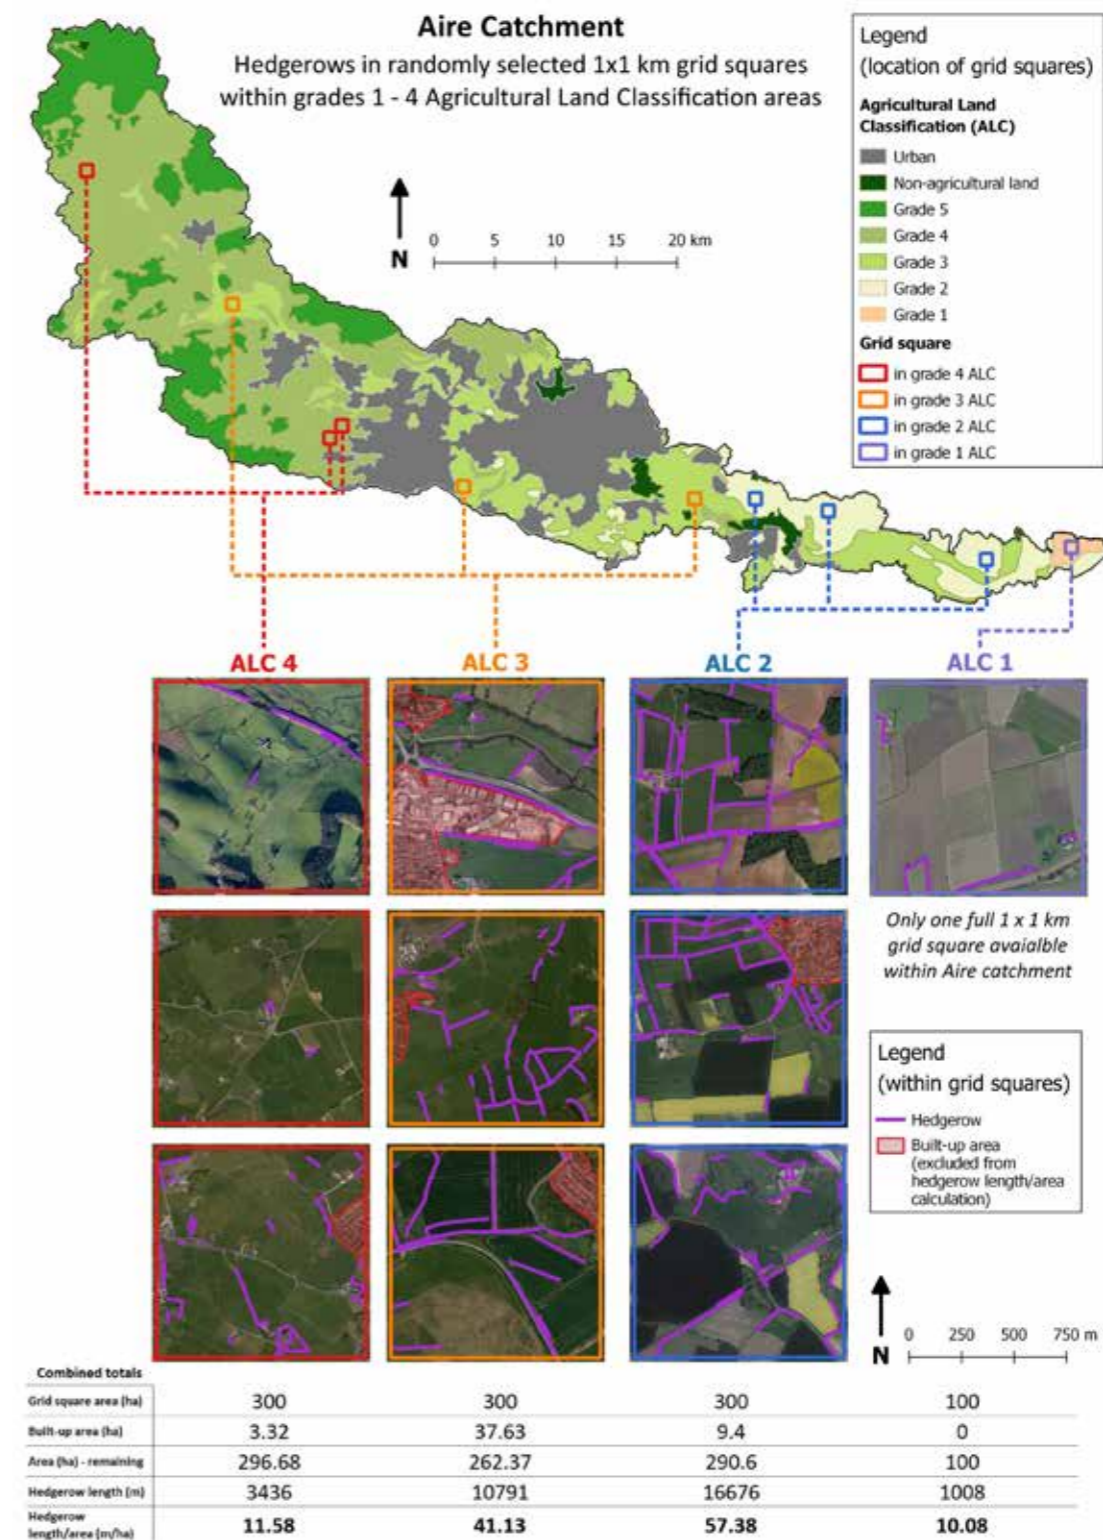 Aire Catchment
Hedgerows in randomly selected 1x1 km grid squares
within grades 1 - 4 Agricultural Land Classification areas
Legend
(location of grid squares)
Agricultural Land
Classification (ALC)
Urban
Non-agricultural land
Grade 5
Grade 4
Grade 3
Grade 2
Grade 1
Grid square
in grade 4 ALC
in grade 3 ALC
in grade 2 ALC
in grade 1 ALC
N
0 5 10 15 20 km
ALC 4 ALC 3 ALC 2 ALC 1
Only one full 1 x 1 km
grid square avaialble
within Aire catchment
Legend
(within grid squares)
Hedgerow
Built-up area
(excluded from
hedgerow length/area
calculation)
N
0 250 500 750 m
Combined totals
Grid square area (ha) 300 300 300 100
Built-up area (ha) 3.32 37.63 9.4 0
Area (ha) - remaining 296.68 262.37 290.6 100
Hedgerow length (m) 3436 10791 16676 1008
Hedgerow
length/area (m/ha) 11.58 41.13 57.38 10.08